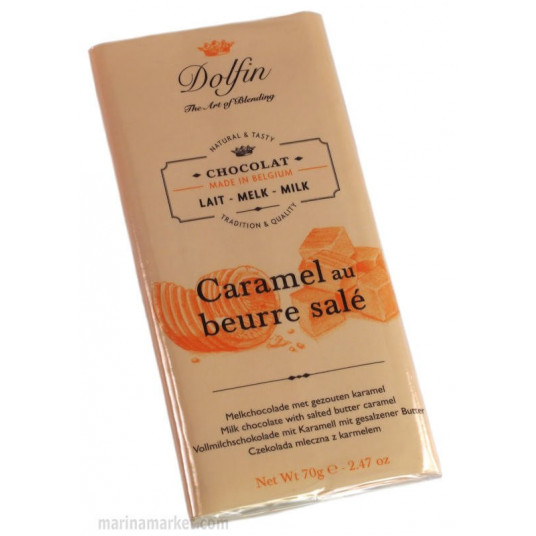 Dolfin
The Art of Blending
NATURAL & TASTY
CHOCOLAT
MADE IN BELGIUM
LAIT - MELK - MILK
TRADITION & QUALITY
Caramel au
beurre salé
Melkchocolade met gezouten karamel
Milk chocolate with salted butter caramel
Vollmilchschokolade mit Karamell mit gesalzener Butter
Czekolada mleczna z karmelem
Net Wt 70g e - 2.47 oz
marinamarket.com